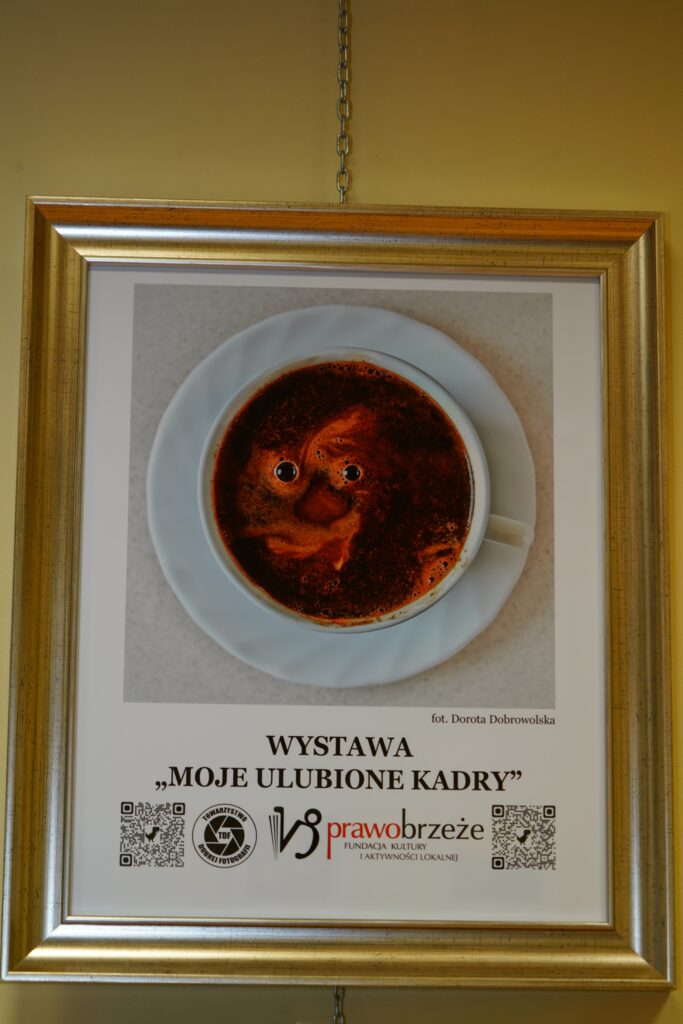 fot. Dorota Dobrowolska
WYSTAWA
„MOJE ULUBIONE KADRY”
TOWARZYSTWO
TDF
DOBREJ FOTOGRAFII
prawobrzeże
FUNDACJA KULTURY
I AKTYWNOŚCI LOKALNEJ